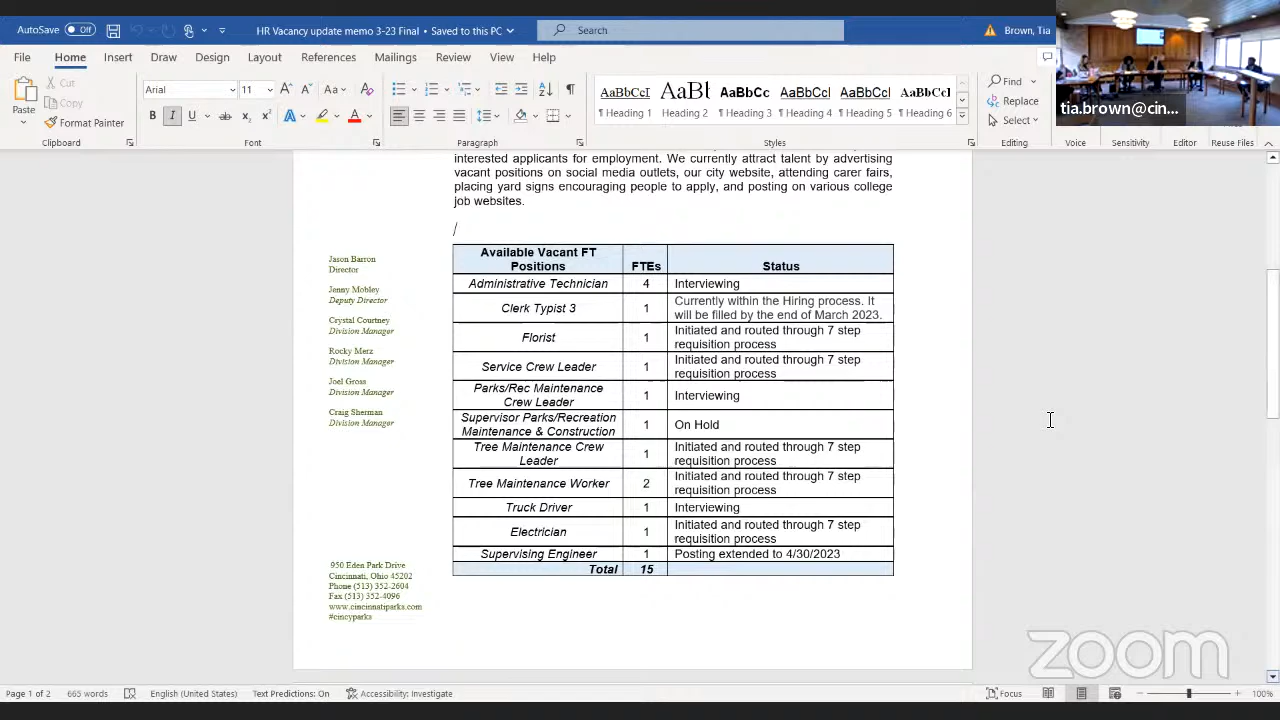 AutoSave Off HR Vacancy update memo 3-23 Final • Saved to this PC Search Brown, Tia
File Home Insert Draw Design Layout References Mailings Review View Help
Paste Cut Copy Format Painter Clipboard
Arial 11 Font
Paragraph
AaBbCcI AaBt AaBbCc AaBbCcI AaBbCcI AaBbCc
¶ Heading 1 ¶ Heading 2 ¶ Heading 3 ¶ Heading 4 ¶ Heading 5 ¶ Heading 6
Styles
Find Replace Select Editing
Voice Sensitivity Editor Reuse Files
tia.brown@cin...
interested applicants for employment. We currently attract talent by advertising
vacant positions on social media outlets, our city website, attending carer fairs,
placing yard signs encouraging people to apply, and posting on various college
job websites.
/
Available Vacant FT Positions FTEs Status
Administrative Technician 4 Interviewing
Clerk Typist 3 1 Currently within the Hiring process. It will be filled by the end of March 2023.
Florist 1 Initiated and routed through 7 step requisition process
Service Crew Leader 1 Initiated and routed through 7 step requisition process
Parks/Rec Maintenance Crew Leader 1 Interviewing
Supervisor Parks/Recreation Maintenance & Construction 1 On Hold
Tree Maintenance Crew Leader 1 Initiated and routed through 7 step requisition process
Tree Maintenance Worker 2 Initiated and routed through 7 step requisition process
Truck Driver 1 Interviewing
Electrician 1 Initiated and routed through 7 step requisition process
Supervising Engineer 1 Posting extended to 4/30/2023
Total 15
Jason Barron
Director
Jenny Mobley
Deputy Director
Crystal Courtney
Division Manager
Rocky Merz
Division Manager
Joel Gross
Division Manager
Craig Sherman
Division Manager
950 Eden Park Drive
Cincinnati, Ohio 45202
Phone (513) 352-2604
Fax (513) 352-4096
www.cincinnatiparks.com
#cincyparks
zoom
Page 1 of 2 665 words English (United States) Text Predictions: On Accessibility: Investigate Focus 100%